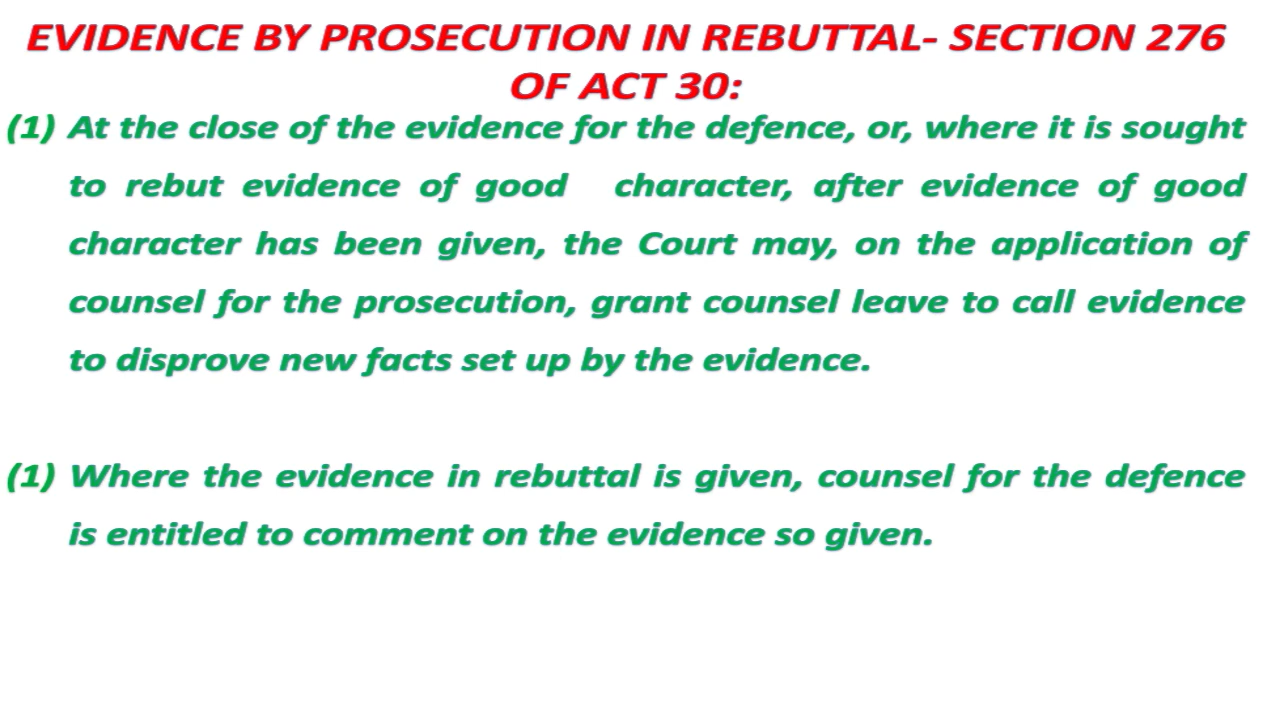 EVIDENCE BY PROSECUTION IN REBUTTAL- SECTION 276
OF ACT 30:
(1) At the close of the evidence for the defence, or, where it is sought
to rebut evidence of good character, after evidence of good
character has been given, the Court may, on the application of
counsel for the prosecution, grant counsel leave to call evidence
to disprove new facts set up by the evidence.
(1) Where the evidence in rebuttal is given, counsel for the defence
is entitled to comment on the evidence so given.